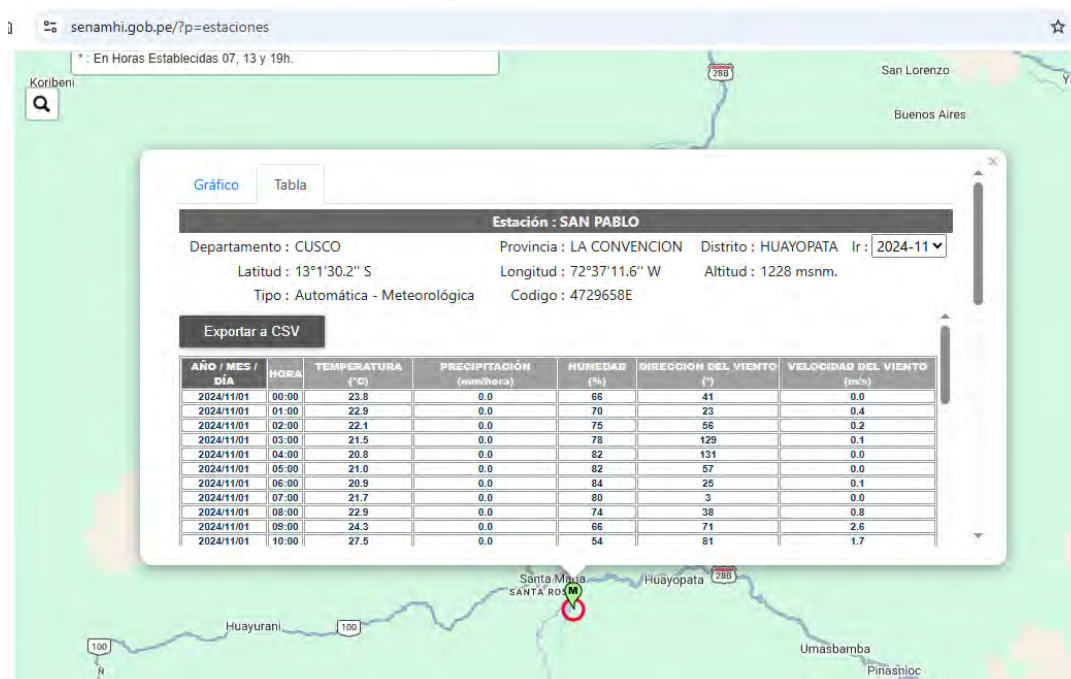 senamhi.gob.pe/?p=estaciones
* : En Horas Establecidas 07, 13 y 19h.
Koribeni
288
San Lorenzo
Buenos Aires
Gráfico Tabla
Estación : SAN PABLO
Departamento : CUSCO Provincia : LA CONVENCION Distrito : HUAYOPATA Ir : 2024-11
Latitud : 13°1'30.2'' S Longitud : 72°37'11.6'' W Altitud : 1228 msnm.
Tipo : Automática - Meteorológica Codigo : 4729658E
Exportar a CSV
AÑO / MES / DÍA HORA TEMPERATURA (°C) PRECIPITACIÓN (mm/hora) HUMEDAD (%) DIRECCION DEL VIENTO (°) VELOCIDAD DEL VIENTO (m/s)
2024/11/01 00:00 23.8 0.0 66 41 0.0
2024/11/01 01:00 22.9 0.0 70 23 0.4
2024/11/01 02:00 22.1 0.0 75 56 0.2
2024/11/01 03:00 21.5 0.0 78 129 0.1
2024/11/01 04:00 20.8 0.0 82 131 0.0
2024/11/01 05:00 21.0 0.0 82 57 0.0
2024/11/01 06:00 20.9 0.0 84 25 0.1
2024/11/01 07:00 21.7 0.0 80 3 0.0
2024/11/01 08:00 22.9 0.0 74 38 0.8
2024/11/01 09:00 24.3 0.0 66 71 2.6
2024/11/01 10:00 27.5 0.0 54 81 1.7
Santa Maria
SANTA ROS
M
Huayopata 288
Huayurani 100
100
Umasbamba
Pinasnioc